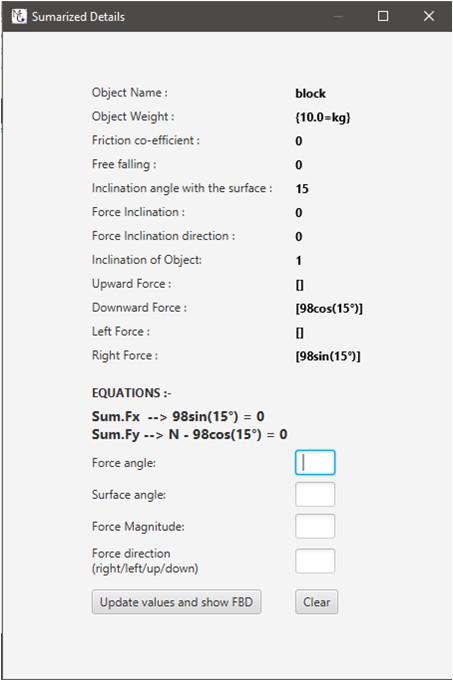 Sumarized Details
Object Name : block
Object Weight : {10.0=kg}
Friction co-efficient : 0
Free falling : 0
Inclination angle with the surface : 15
Force Inclination : 0
Force Inclination direction : 0
Inclination of Object: 1
Upward Force : []
Downward Force : [98cos(15°)]
Left Force : []
Right Force : [98sin(15°)]
EQUATIONS :-
Sum.Fx --> 98sin(15°) = 0
Sum.Fy --> N - 98cos(15°) = 0
Force angle:
Surface angle:
Force Magnitude:
Force direction
(right/left/up/down)
Update values and show FBD Clear